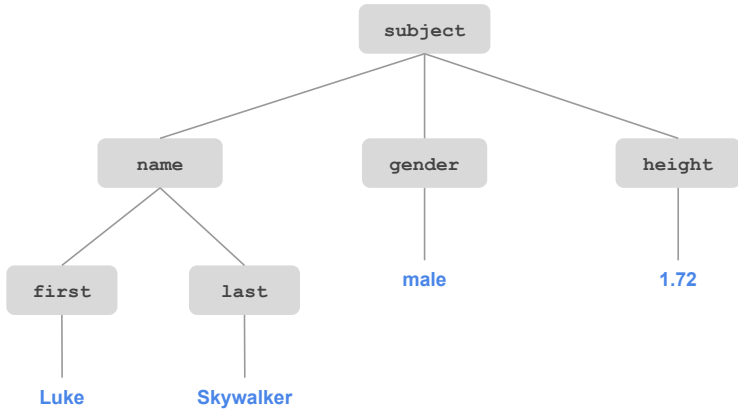 subject
name
gender
height
first
last
male
1.72
Luke
Skywalker